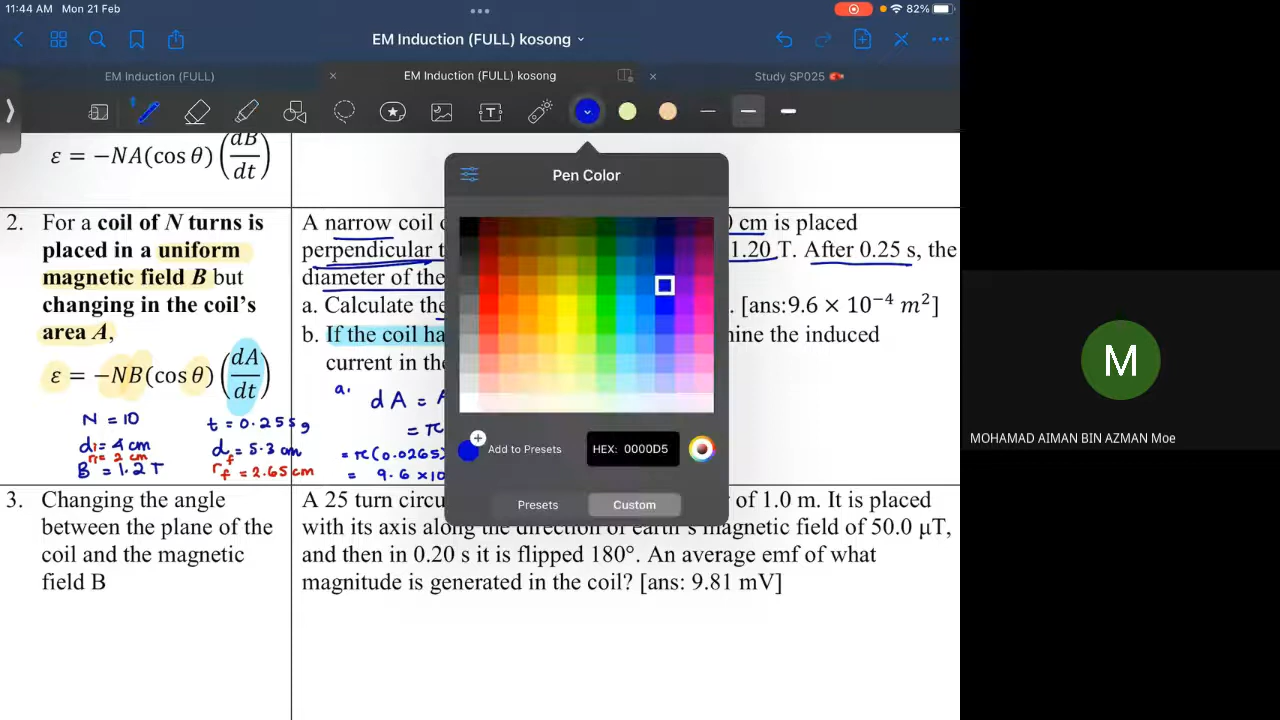 11:44 AM Mon 21 Feb
82%
EM Induction (FULL) kosong
EM Induction (FULL)
EM Induction (FULL) kosong
Study SP025
ε = −NA(cos θ) (dB/dt)
2. For a coil of N turns is
placed in a uniform
magnetic field B but
changing in the coil's
area A,
ε = −NB(cos θ) (dA/dt)
N = 10
t = 0.25 s
di = 4 cm
df = 5.3 cm
ri = 2 cm
B = 1.2 T
rf = 2.65 cm
A narrow coil
cm is placed
perpendicular
1.20 T. After 0.25 s, the
diameter of the
a. Calculate the
. [ans:9.6 × 10⁻⁴ m²]
b. If the coil ha
ine the induced
current in the
a.
dA =
= π
= π(0.0265)
= 9.6 ×10
Pen Color
Add to Presets
HEX: 0000D5
Presets
Custom
3. Changing the angle
between the plane of the
coil and the magnetic
field B
A 25 turn circu
of 1.0 m. It is placed
with its axis along the direction of earth's magnetic field of 50.0 μT,
and then in 0.20 s it is flipped 180°. An average emf of what
magnitude is generated in the coil? [ans: 9.81 mV]
M
MOHAMAD AIMAN BIN AZMAN Moe